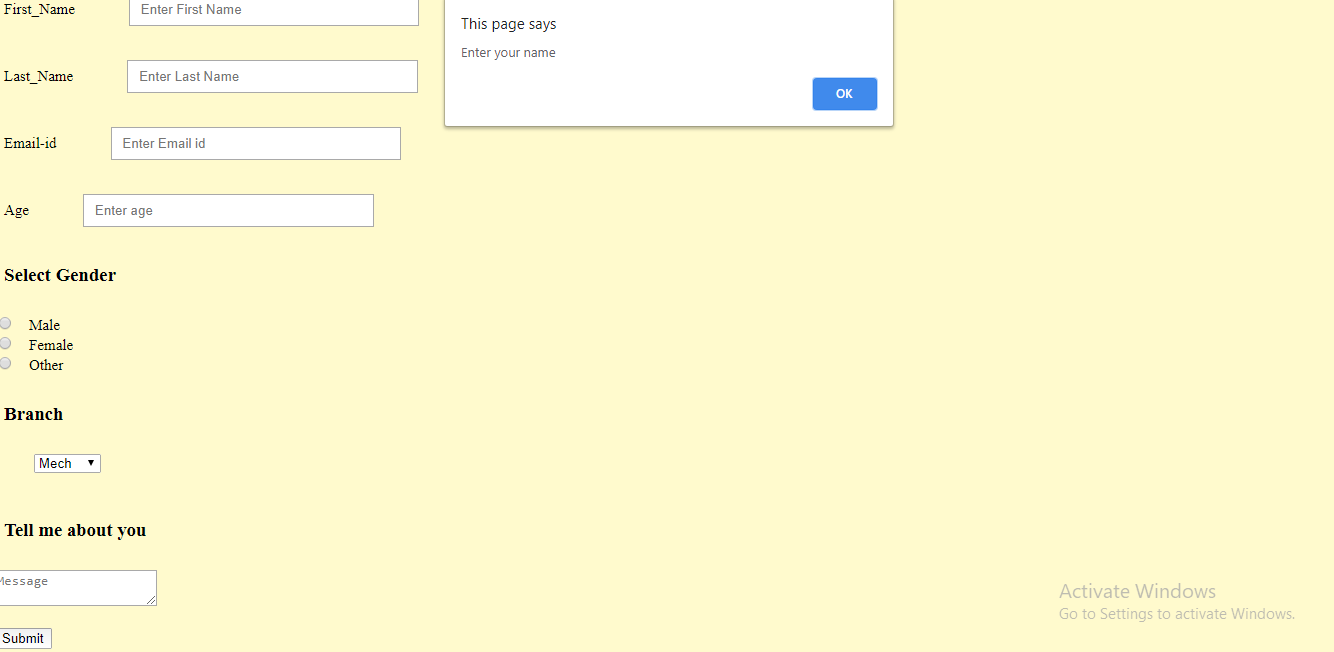 First_Name
Enter First Name
This page says
Enter your name
OK
Last_Name
Enter Last Name
Email-id
Enter Email id
Age
Enter age
Select Gender
Male
Female
Other
Branch
Mech
Tell me about you
Message
Submit
Activate Windows
Go to Settings to activate Windows.